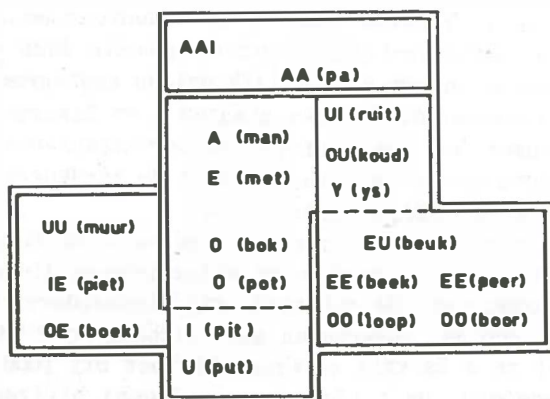 AAI
AA (pa)
A (man)
E (met)
O (bok)
O (pot)
I (pit)
U (put)
UI (ruit)
OU (koud)
Y (ys)
UU (muur)
IE (piet)
OE (boek)
EU (beuk)
EE (beek) EE (peer)
OO (loop) OO (boor)